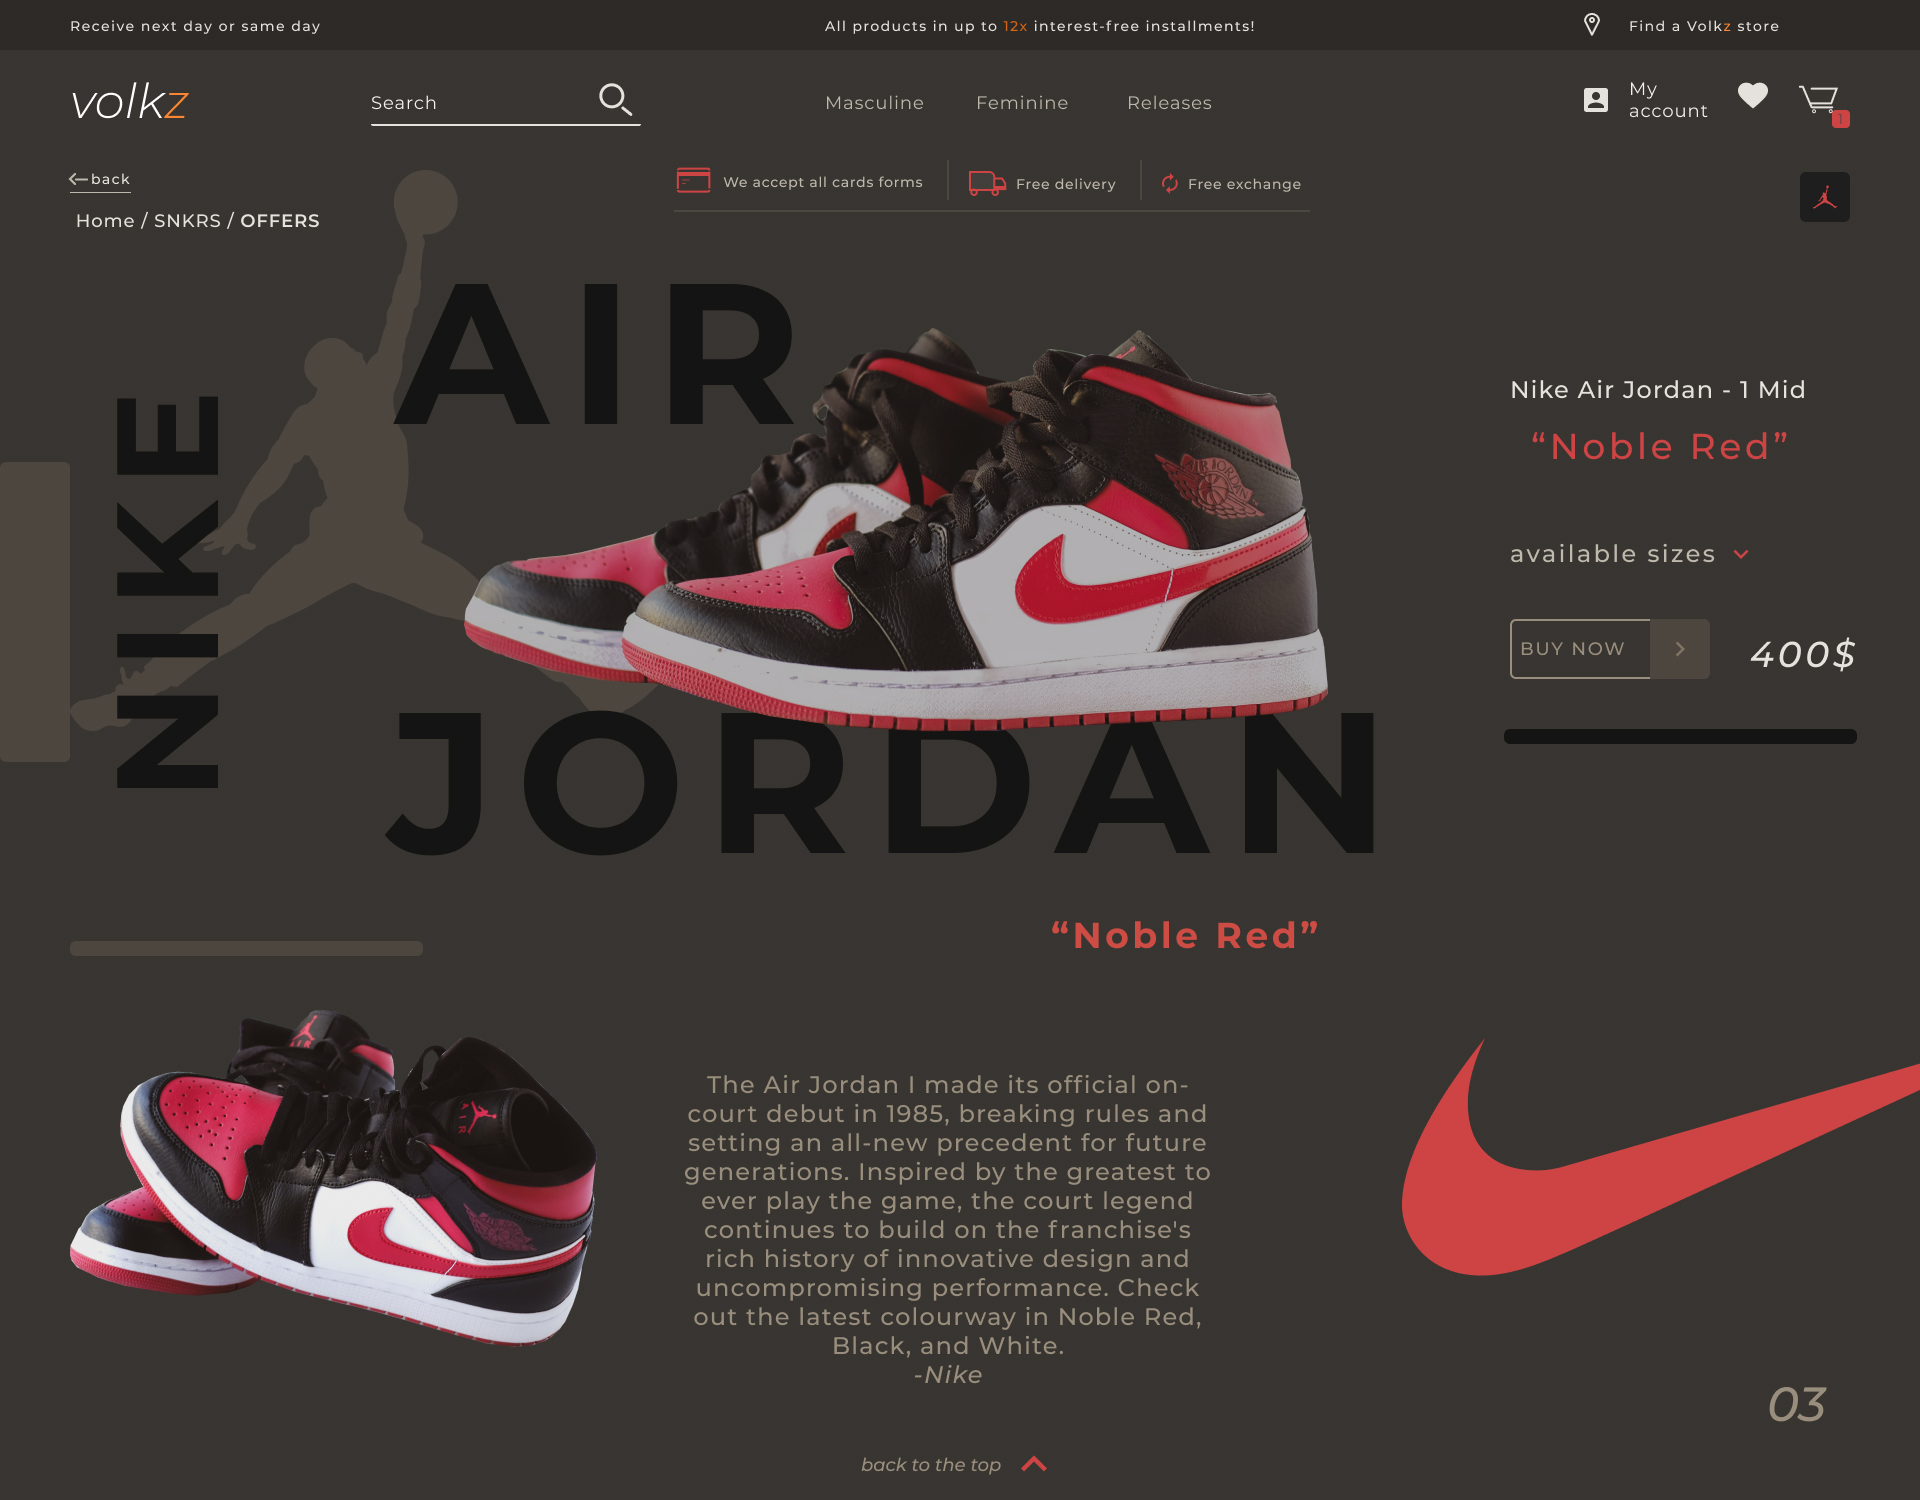 Receive next day or same day
All products in up to 12x interest-free installments!
Find a Volkz store
volkz
Search
Masculine
Feminine
Releases
My
account
1
back
We accept all cards forms
Free delivery
Free exchange
Home / SNKRS / OFFERS
AIR
NIKE
JORDAN
AIR JORDAN
Nike Air Jordan - 1 Mid
“Noble Red”
available sizes
BUY NOW
400$
“Noble Red”
AIR
AIR
The Air Jordan I made its official on-
court debut in 1985, breaking rules and
setting an all-new precedent for future
generations. Inspired by the greatest to
ever play the game, the court legend
continues to build on the franchise's
rich history of innovative design and
uncompromising performance. Check
out the latest colourway in Noble Red,
Black, and White.
-Nike
03
back to the top